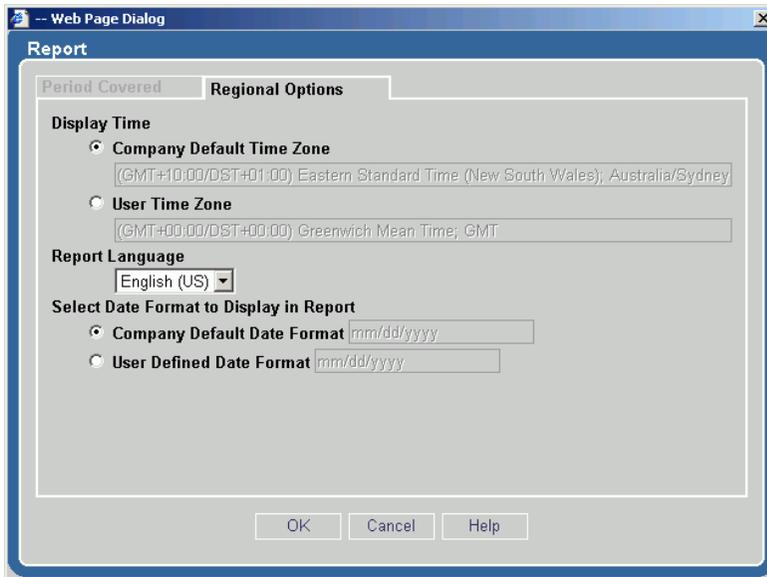 -- Web Page Dialog
Report
Period Covered Regional Options
Display Time
Company Default Time Zone
(GMT+10:00/DST+01:00) Eastern Standard Time (New South Wales); Australia/Sydney
User Time Zone
(GMT+00:00/DST+00:00) Greenwich Mean Time; GMT
Report Language
English (US)
Select Date Format to Display in Report
Company Default Date Format mm/dd/yyyy
User Defined Date Format mm/dd/yyyy
OK Cancel Help